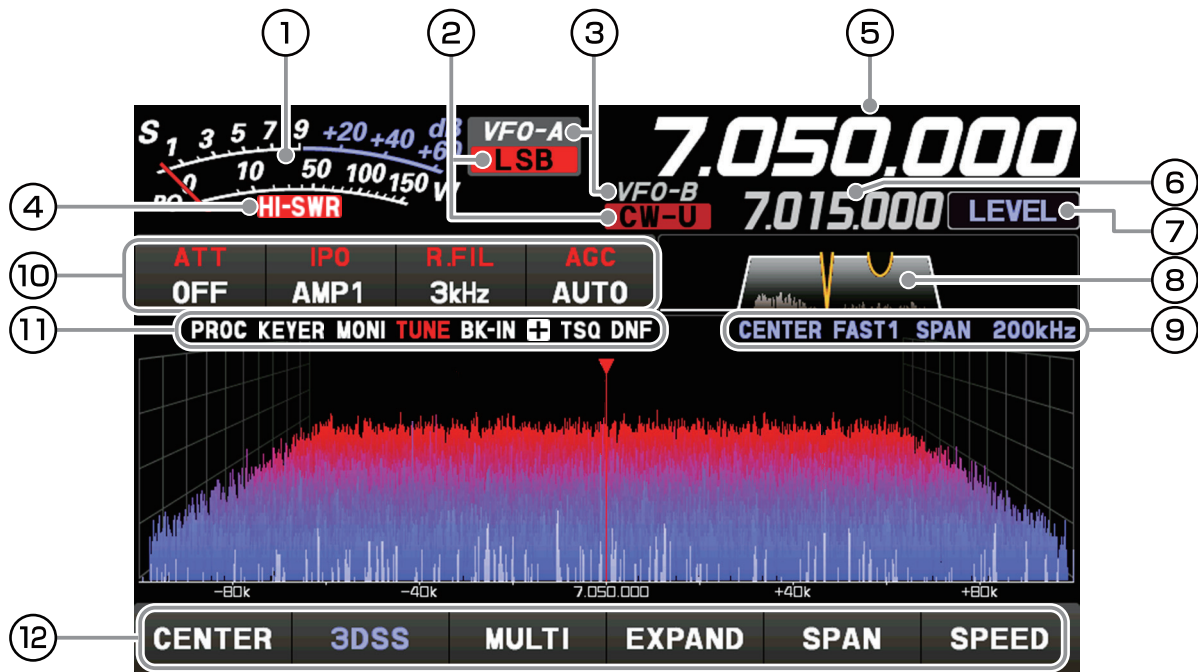 ① ② ③ ⑤
S 1 3 5 7 9 +20 +40 +60 dB
PO 0 10 50 100 150 W
VFO-A
LSB
7.050.000
④
HI-SWR
VFO-B
CW-U
7.015.000
LEVEL
⑥
⑦
⑩
ATT IPO R.FIL AGC
OFF AMP1 3kHz AUTO
⑧
⑪
PROC KEYER MONI TUNE BK-IN + TSQ DNF
CENTER FAST1 SPAN 200kHz
⑨
-80k -40k 7.050.000 +40k +80k
⑫
CENTER 3DSS MULTI EXPAND SPAN SPEED